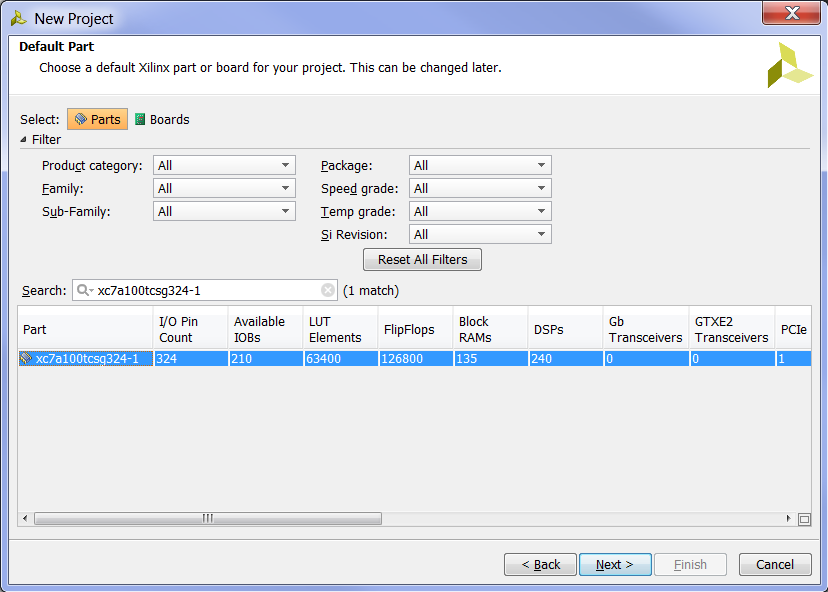 New Project
Default Part
Choose a default Xilinx part or board for your project. This can be changed later.
Select: Parts Boards
Filter
Product category: All Package: All
Family: All Speed grade: All
Sub-Family: All Temp grade: All
Si Revision: All
Reset All Filters
Search: xc7a100tcsg324-1 (1 match)
Part I/O Pin Count Available IOBs LUT Elements FlipFlops Block RAMs DSPs Gb Transceivers GTXE2 Transceivers PCIe
xc7a100tcsg324-1 324 210 63400 126800 135 240 0 0 1
< Back Next > Finish Cancel